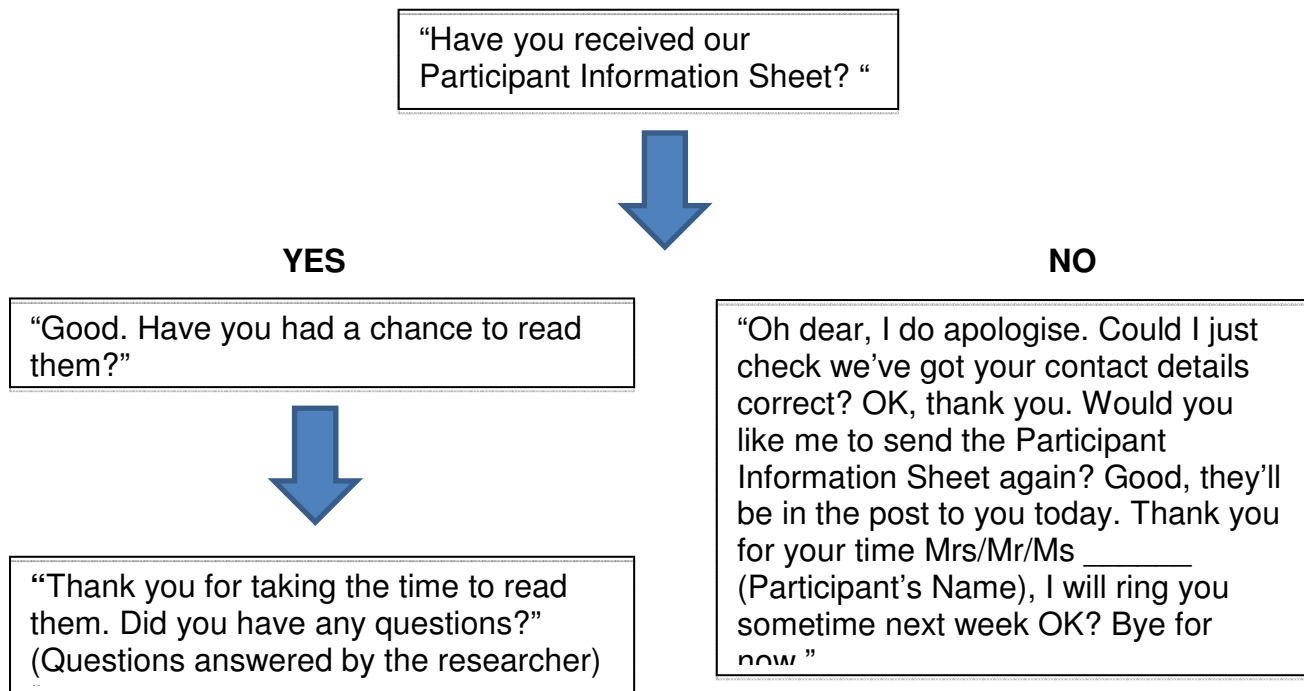 “Have you received our
Participant Information Sheet? “
YES
“Good. Have you had a chance to read
them?”
“Thank you for taking the time to read
them. Did you have any questions?”
(Questions answered by the researcher)
NO
“Oh dear, I do apologise. Could I just
check we’ve got your contact details
correct? OK, thank you. Would you
like me to send the Participant
Information Sheet again? Good, they’ll
be in the post to you today. Thank you
for your time Mrs/Mr/Ms ______
(Participant’s Name), I will ring you
sometime next week OK? Bye for
now.”